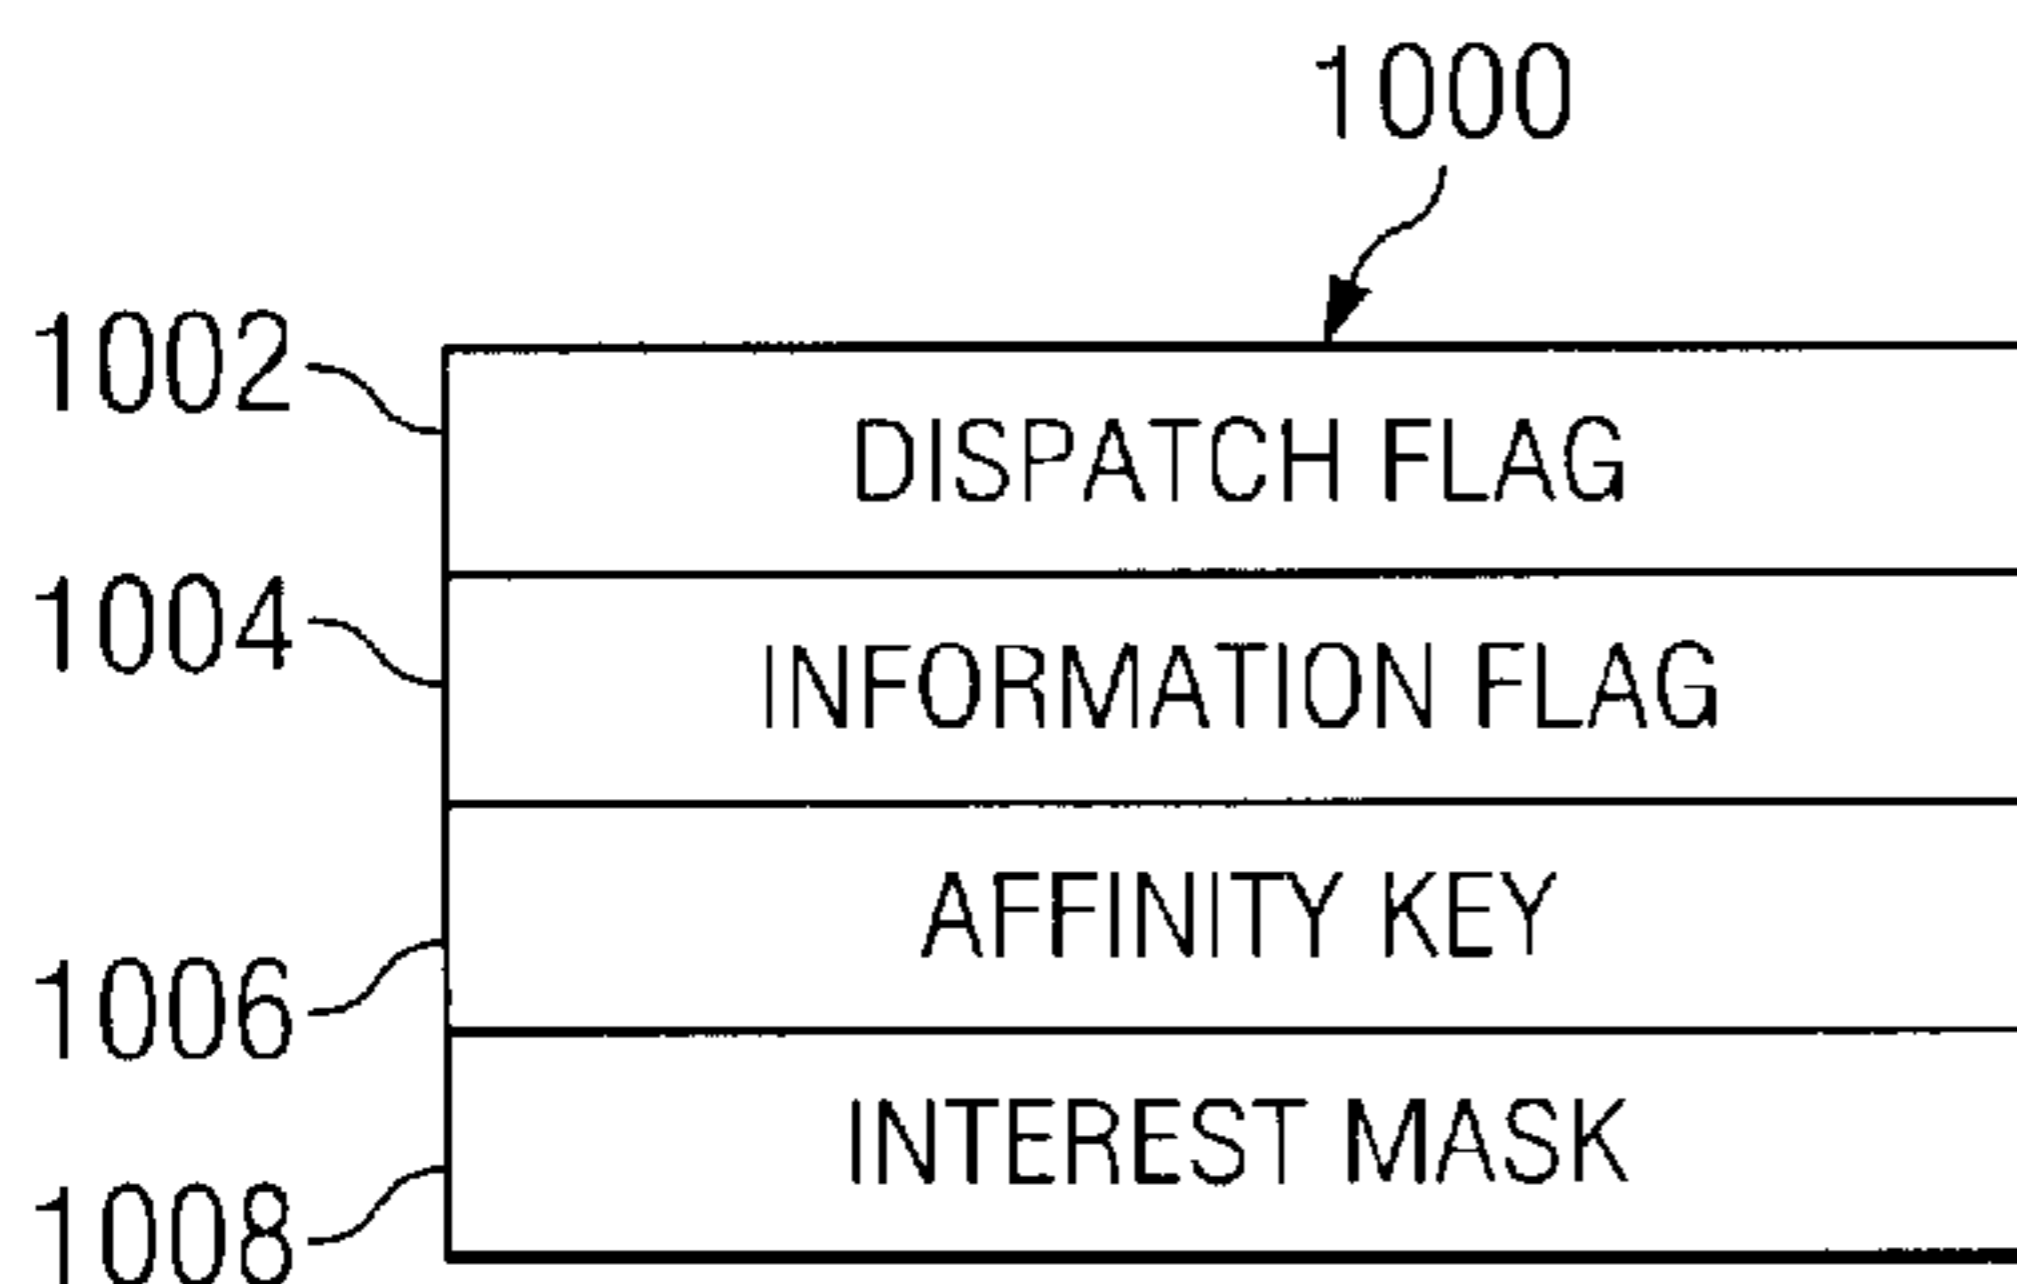 1000
1002
DISPATCH FLAG
1004
INFORMATION FLAG
AFFINITY KEY
1006
INTEREST MASK
1008